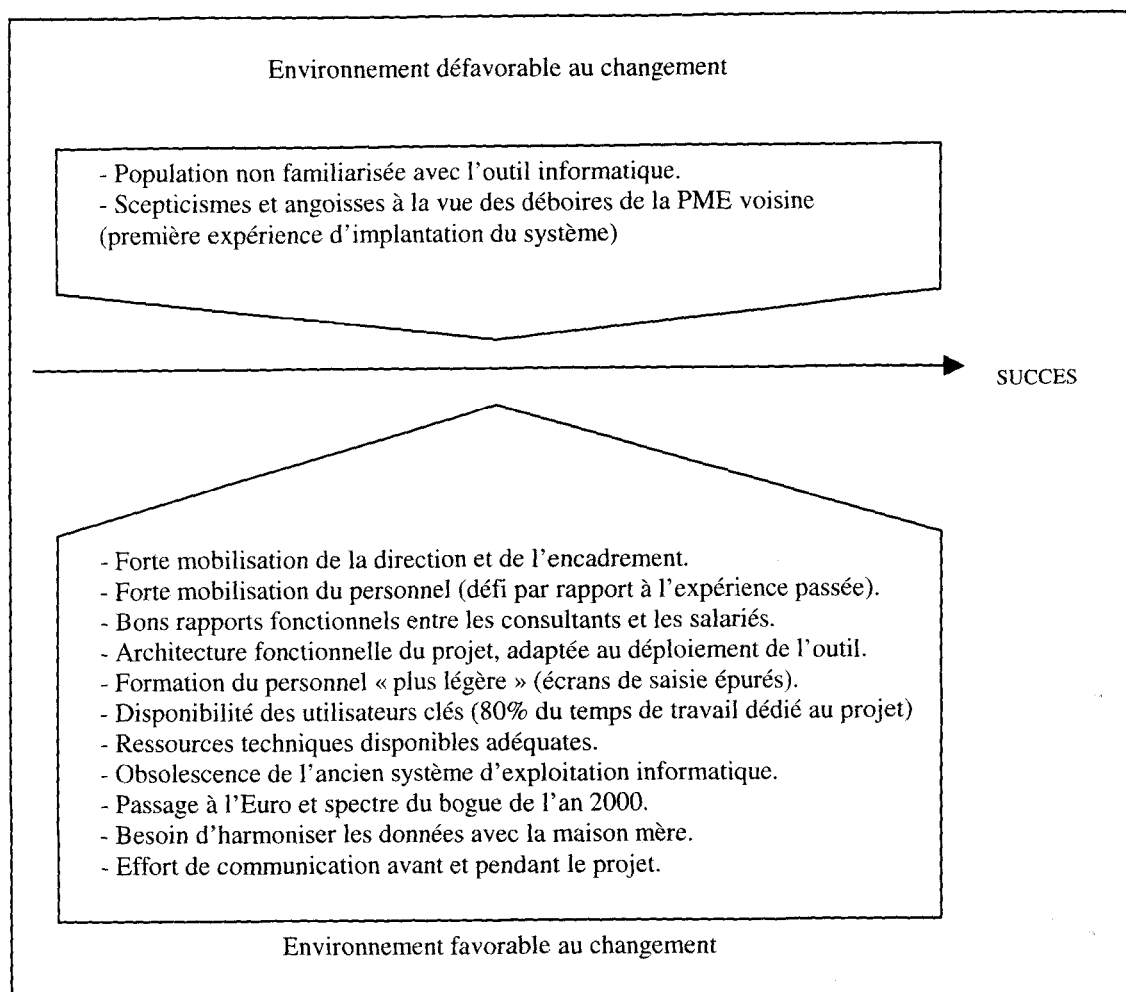 Environnement défavorable au changement
- Population non familiarisée avec l'outil informatique.
- Scepticismes et angoisses à la vue des déboires de la PME voisine
(première expérience d'implantation du système)
SUCCES
- Forte mobilisation de la direction et de l'encadrement.
- Forte mobilisation du personnel (défi par rapport à l'expérience passée).
- Bons rapports fonctionnels entre les consultants et les salariés.
- Architecture fonctionnelle du projet, adaptée au déploiement de l'outil.
- Formation du personnel « plus légère » (écrans de saisie épurés).
- Disponibilité des utilisateurs clés (80% du temps de travail dédié au projet)
- Ressources techniques disponibles adéquates.
- Obsolescence de l'ancien système d'exploitation informatique.
- Passage à l'Euro et spectre du bogue de l'an 2000.
- Besoin d'harmoniser les données avec la maison mère.
- Effort de communication avant et pendant le projet.
Environnement favorable au changement